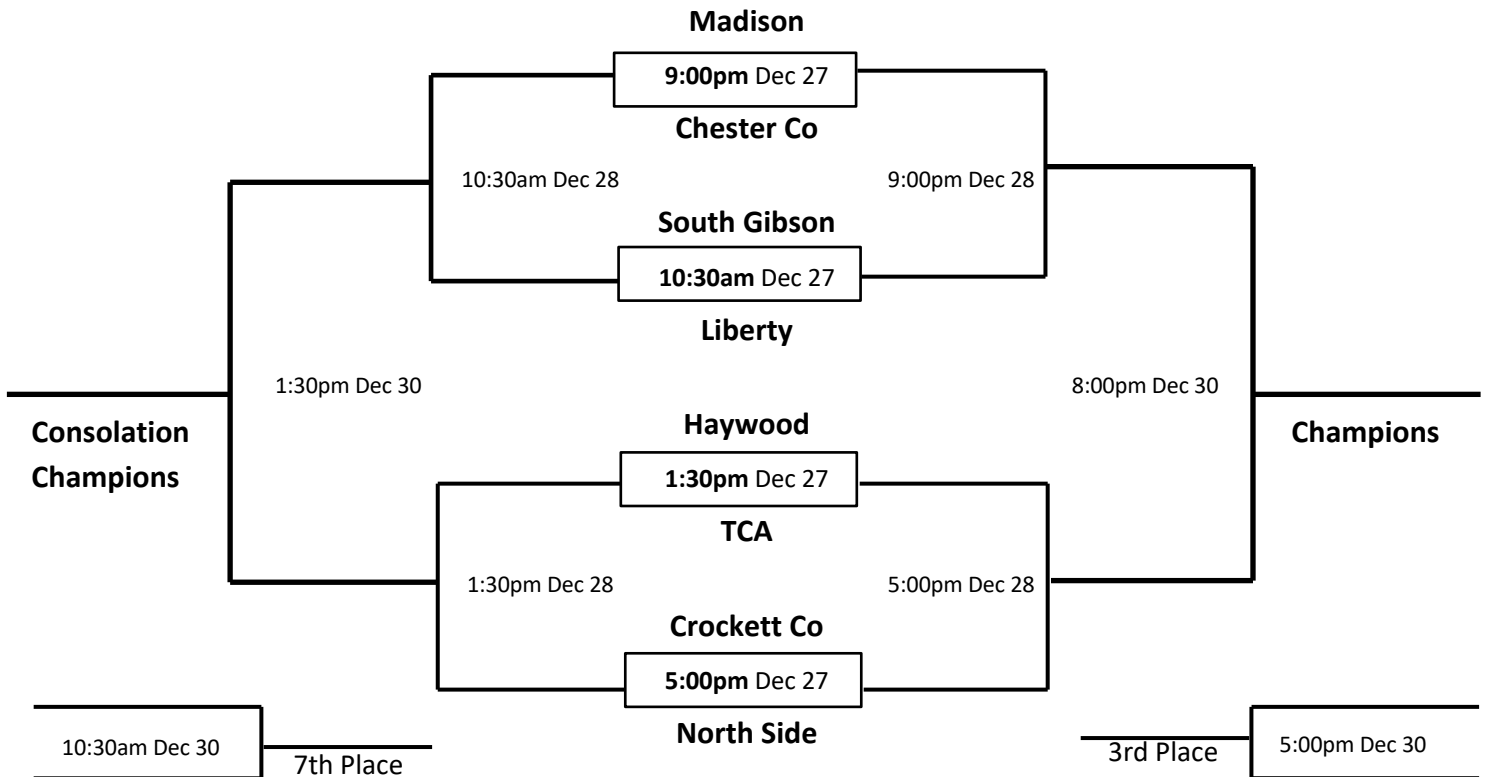 Madison
9:00pm Dec 27
Chester Co
10:30am Dec 28
9:00pm Dec 28
South Gibson
10:30am Dec 27
Liberty
1:30pm Dec 30
8:00pm Dec 30
Consolation
Champions
Champions
Haywood
1:30pm Dec 27
TCA
1:30pm Dec 28
5:00pm Dec 28
Crockett Co
5:00pm Dec 27
North Side
10:30am Dec 30
7th Place
3rd Place
5:00pm Dec 30